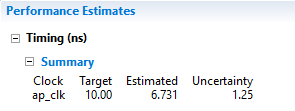 Performance Estimates
Timing (ns)
Summary
Clock Target Estimated Uncertainty
ap_clk 10.00 6.731 1.25